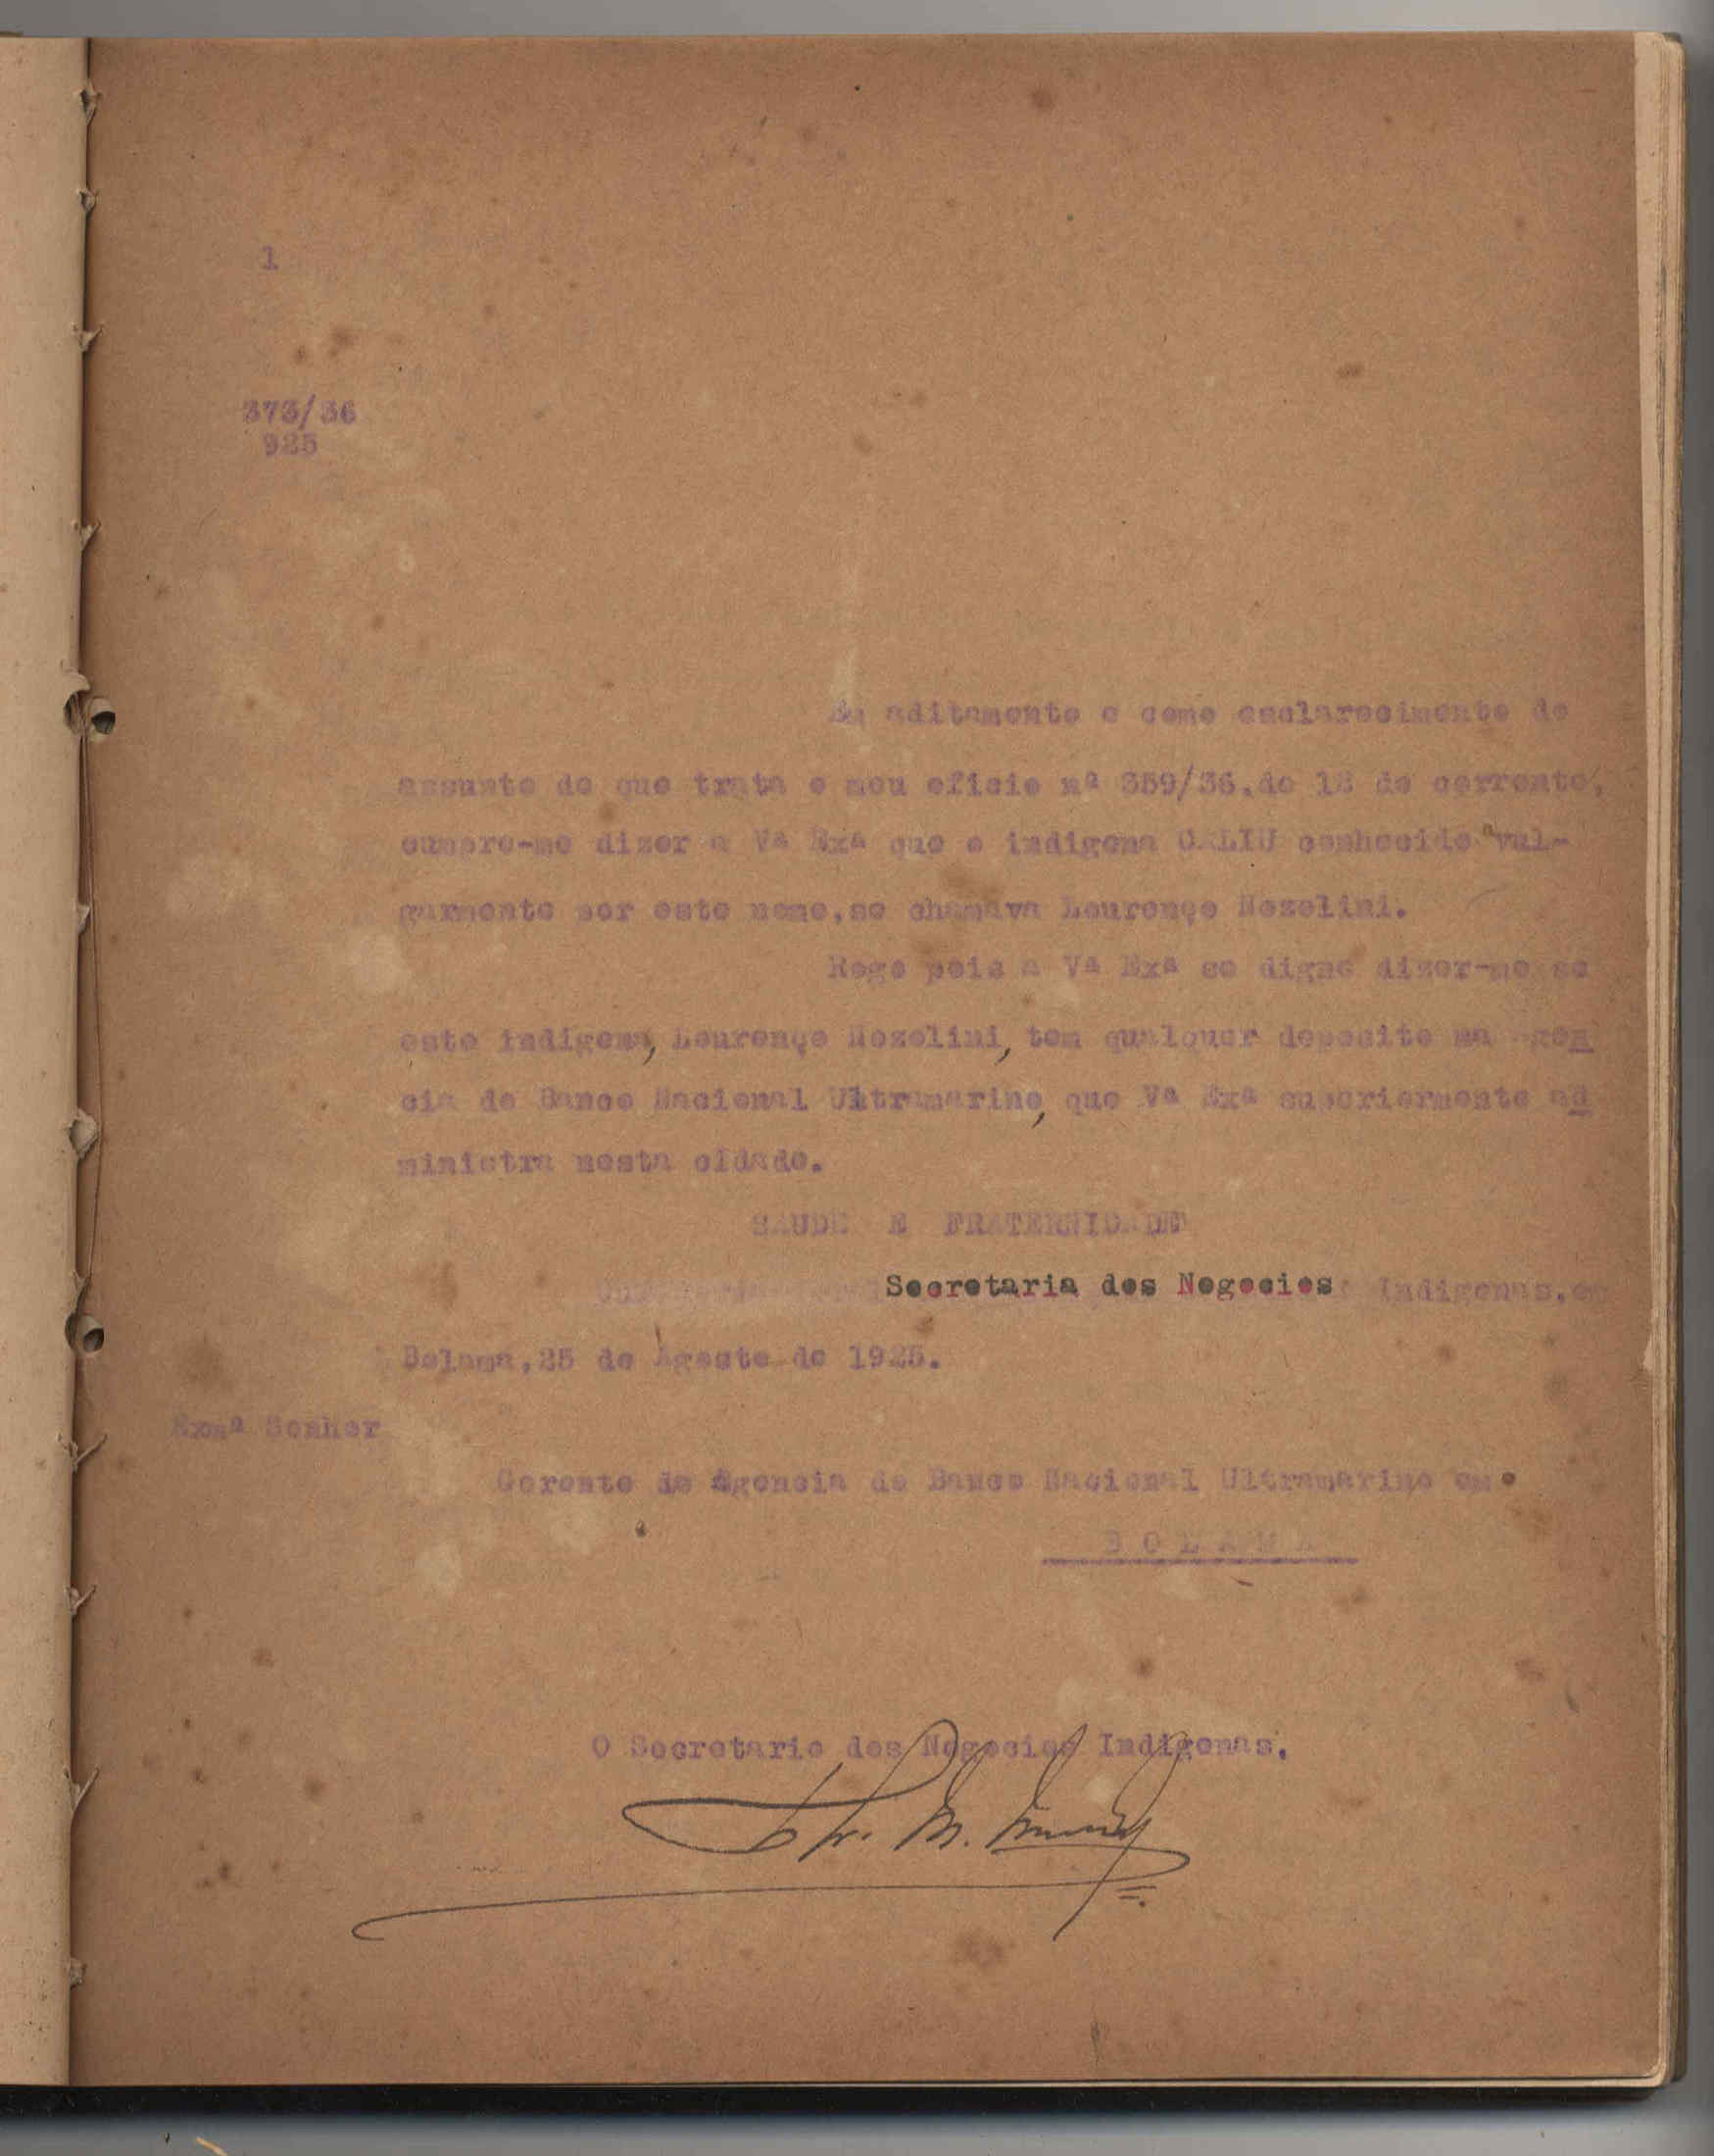 1
373/36
925
Em aditamento e como esclarecimento do
assunto de que trata o meu oficio nº 359/36, de 18 do corrente,
cumpre-me dizer a Vª Exª que o indigena CALIU conhecido vul-
garmente por este nome, se chamava Lourenço Nozolini.
Rogo pois a Vª Exª se digne dizer-me se
este indigena, Lourenço Nozolini, tem qualquer deposito na Agen
cia do Banco Nacional Ultramarino, que Vª Exª superiormente ad
ministra nesta cidade.
SAUDE E FRATERNIDADE
Secretaria dos Negocios Indigenas, em
Bolama, 25 de Agosto de 1925.
Exmº Senhor
Gerente da Agencia do Banco Nacional Ultramarino em
BOLAMA
O Secretario dos Negocios Indigenas,